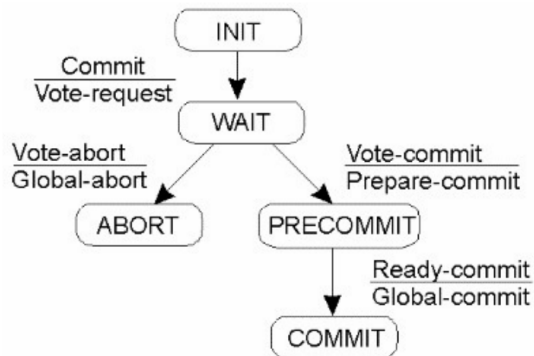 INIT
Commit
Vote-request
WAIT
Vote-abort
Global-abort
Vote-commit
Prepare-commit
ABORT
PRECOMMIT
Ready-commit
Global-commit
COMMIT